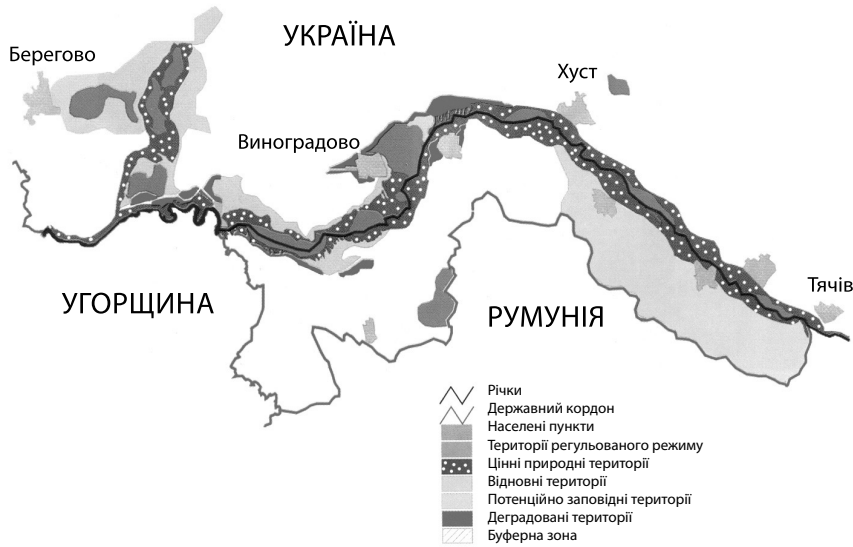 УКРАЇНА
Берегово
Хуст
Виноградово
Тячів
УГОРЩИНА
РУМУНІЯ
Річки
Державний кордон
Населені пункти
Території регульованого режиму
Цінні природні території
Відновні території
Потенційно заповідні території
Деградовані території
Буферна зона